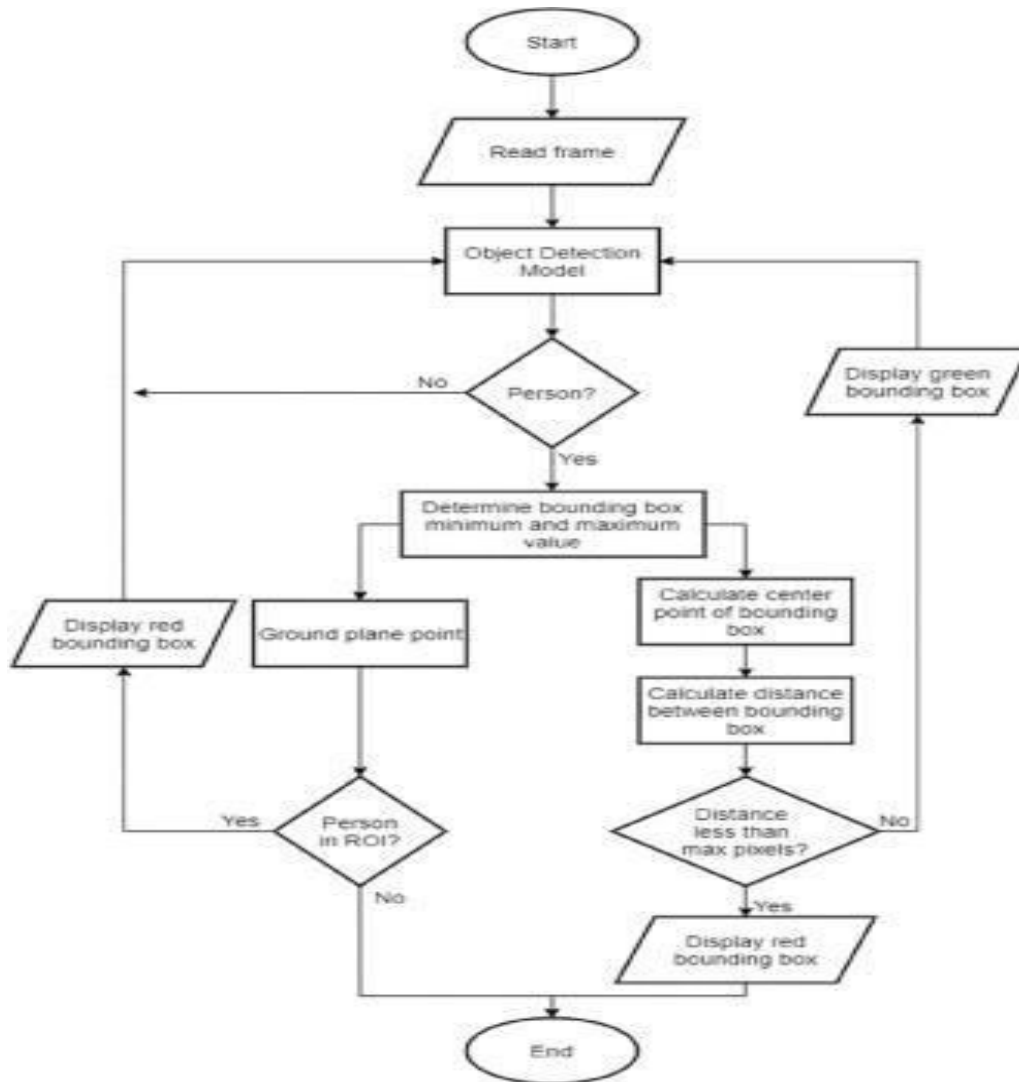 Start
Read frame
Object Detection
Model
No
Person?
Display green
bounding box
Yes
Determine bounding box
minimum and maximum
value
Display red
bounding box
Ground plane point
Calculate center
point of bounding
box
Calculate distance
between bounding
box
Yes
Person
in ROI?
No
Distance
less than
max pixels?
No
Yes
Display red
bounding box
End